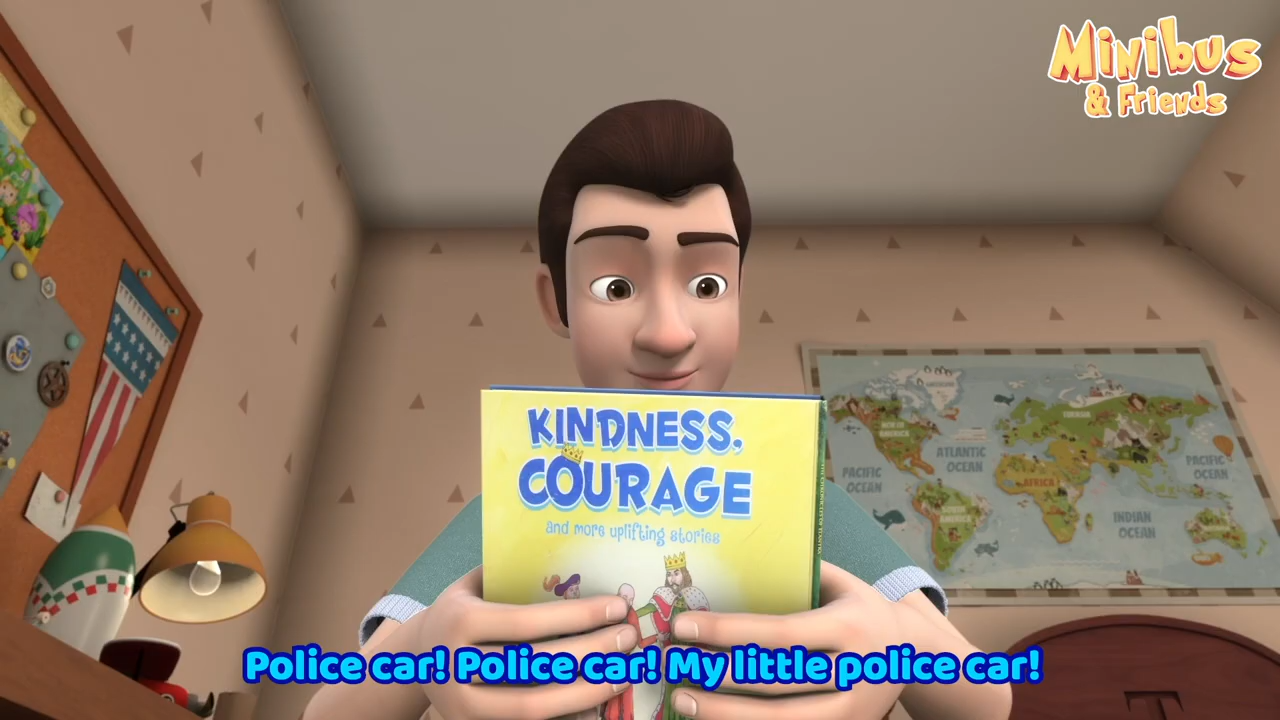 Minibus
& Friends
KINDNESS,
COURAGE
and more uplifting stories
PACIFIC
OCEAN
ATLANTIC
OCEAN
AFRICA
INDIAN
OCEAN
PACIFIC
OCEAN
Police car! Police car! My little police car!